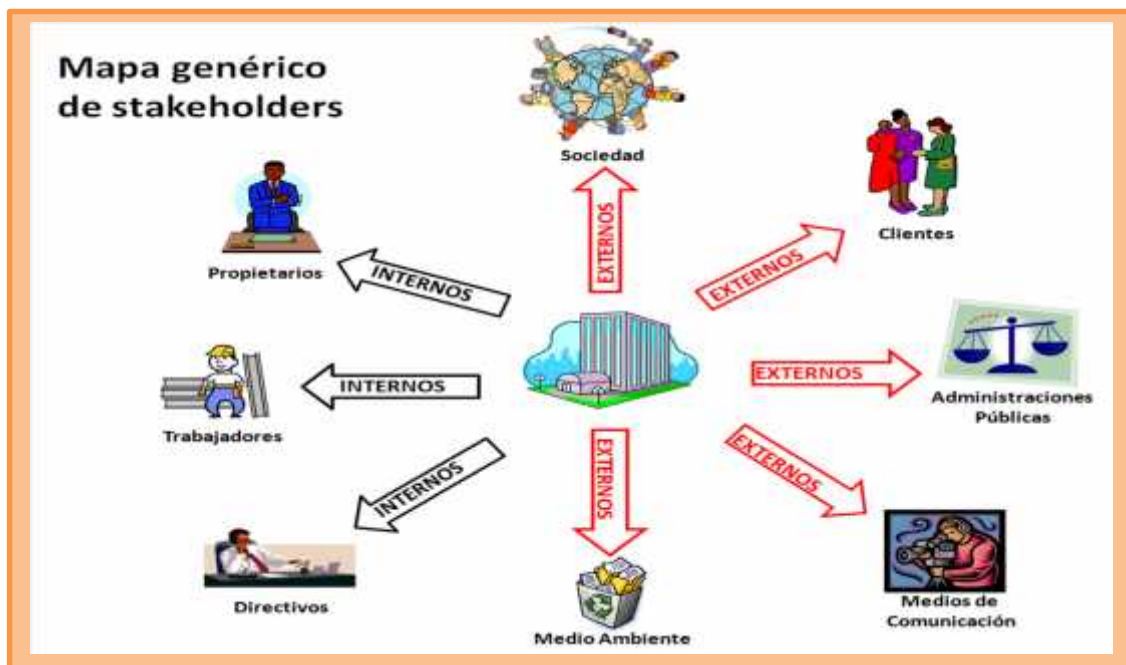 Mapa genérico
de stakeholders
Sociedad
EXTERNOS
Clientes
EXTERNOS
Propietarios
INTERNOS
EXTERNOS
Administraciones
Públicas
INTERNOS
Trabajadores
EXTERNOS
INTERNOS
EXTERNOS
Directivos
Medios de
Comunicación
Medio Ambiente